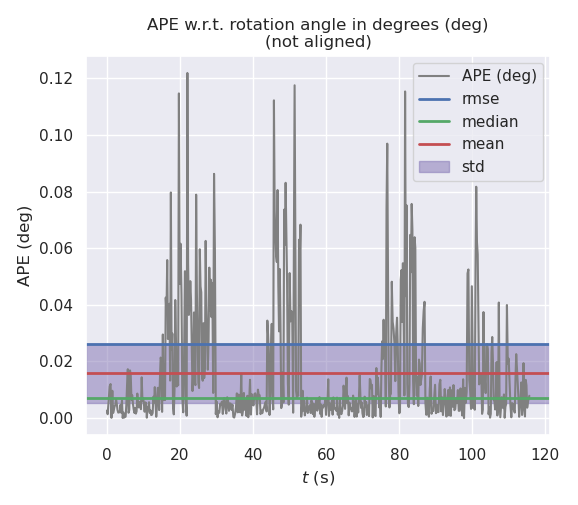 APE w.r.t. rotation angle in degrees (deg)
(not aligned)
APE (deg)
rmse
median
mean
std
0.12
0.10
0.08
0.06
0.04
0.02
0.00
APE (deg)
0
20
40
60
80
100
120
t (s)